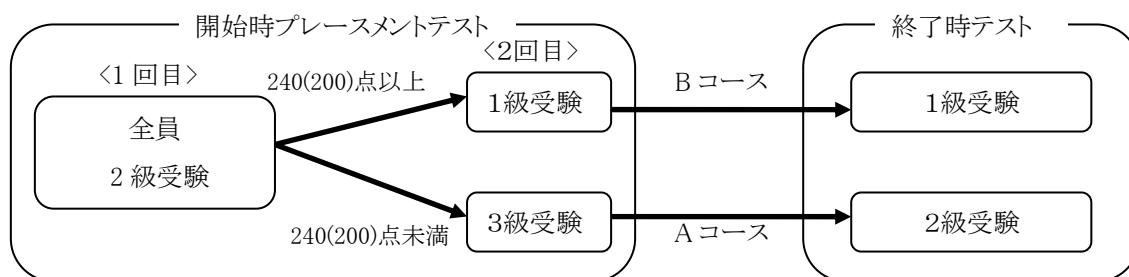 開始時プレースメントテスト
<1回目>
全員
2級受験
240(200)点以上
240(200)点未満
<2回目>
1級受験
3級受験
Bコース
Aコース
終了時テスト
1級受験
2級受験